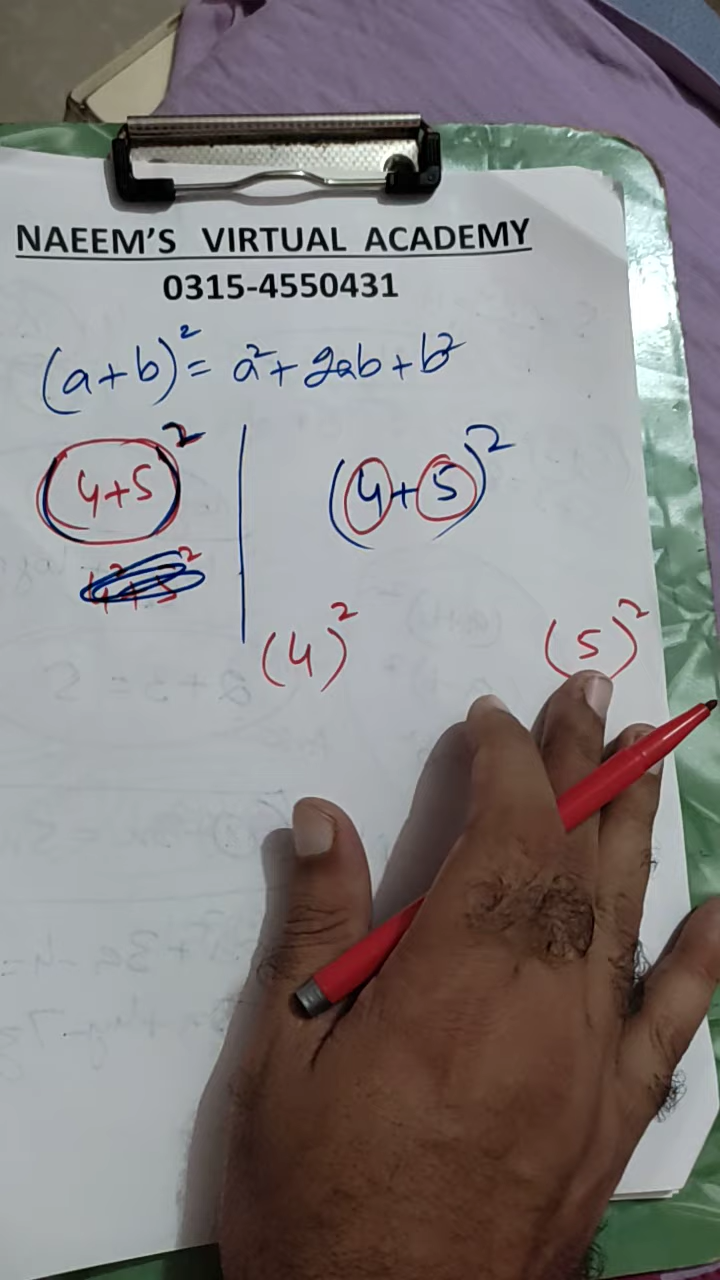 NAEEM'S VIRTUAL ACADEMY
0315-4550431
(a+b)² = a² + 2ab + b²
(4+5)²
(4+5)²
(4)² (5)²